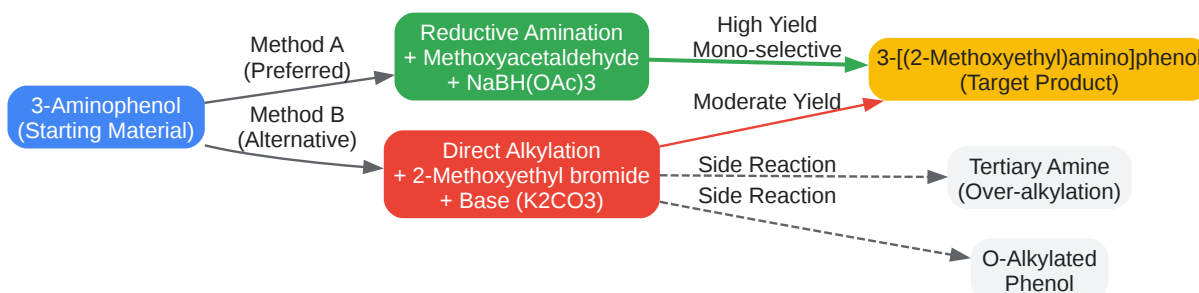 3-Aminophenol
(Starting Material)
Method A
(Preferred)
Method B
(Alternative)
Reductive Amination
+ Methoxyacetaldehyde
+ NaBH(OAc)3
Direct Alkylation
+ 2-Methoxyethyl bromide
+ Base (K2CO3)
High Yield
Mono-selective
Moderate Yield
Side Reaction
Side Reaction
3-[(2-Methoxyethyl)amino]phenol
(Target Product)
Tertiary Amine
(Over-alkylation)
O-Alkylated
Phenol